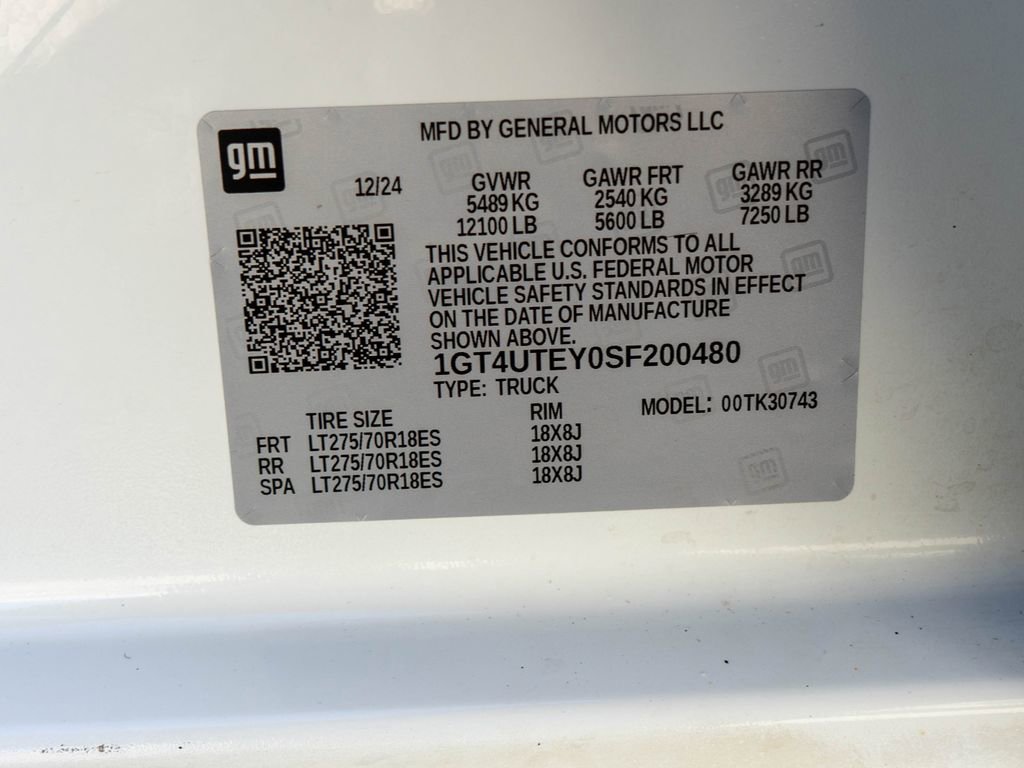 gm
MFD BY GENERAL MOTORS LLC
12/24
GVWR GAWR FRT GAWR RR
5489 KG 2540 KG 3289 KG
12100 LB 5600 LB 7250 LB
THIS VEHICLE CONFORMS TO ALL
APPLICABLE U.S. FEDERAL MOTOR
VEHICLE SAFETY STANDARDS IN EFFECT
ON THE DATE OF MANUFACTURE
SHOWN ABOVE.
1GT4UTEY0SF200480
TYPE: TRUCK
MODEL: 00TK30743
TIRE SIZE RIM
FRT LT275/70R18ES 18X8J
RR LT275/70R18ES 18X8J
SPA LT275/70R18ES 18X8J